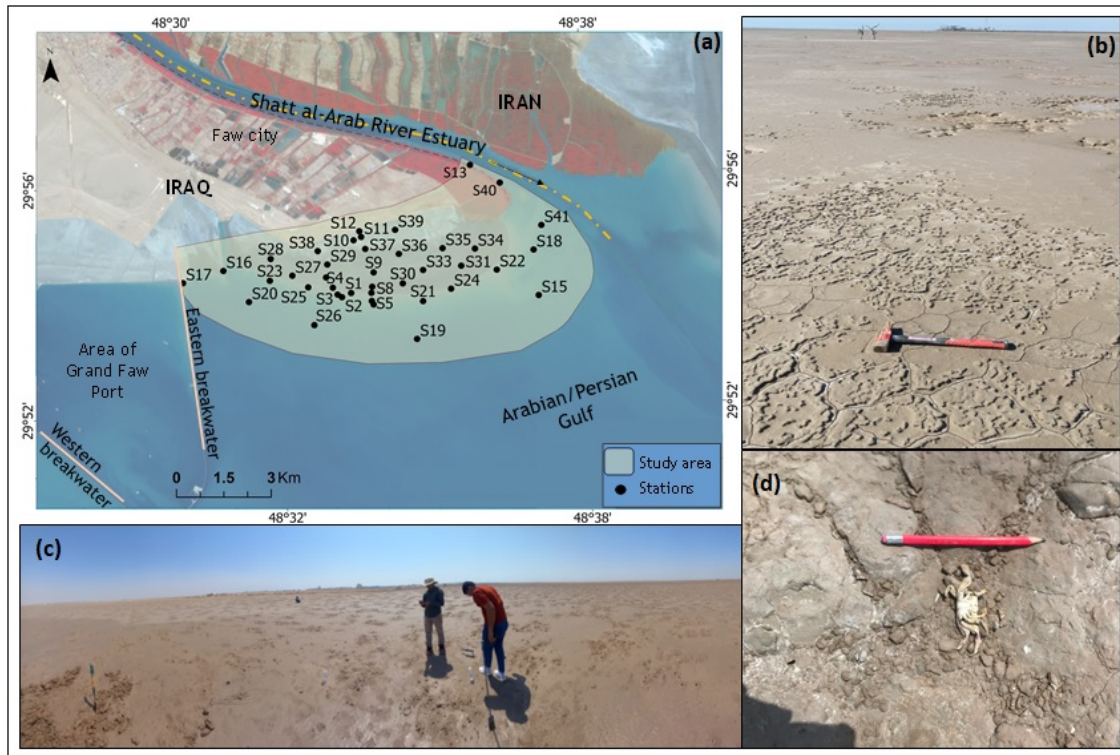 48°30'
48°38'
(a)
N
IRAN
Shatt al-Arab River Estuary
Faw city
S13
S40
29°56'
29°56'
IRAQ
S12
S11
S39
S41
S10
S38
S37
S36
S35
S34
S18
S28
S29
S16
S27
S9
S33
S31
S22
S17
S23
S4
S1
S30
S24
S15
S20
S25
S3
S2
S8
S5
S21
S26
S19
Eastern breakwater
Area of
Grand Faw
Port
Arabian/Persian
Gulf
29°52'
29°52'
Western
breakwater
0 1.5 3 Km
Study area
Stations
48°32'
48°38'
(b)
(c)
(d)